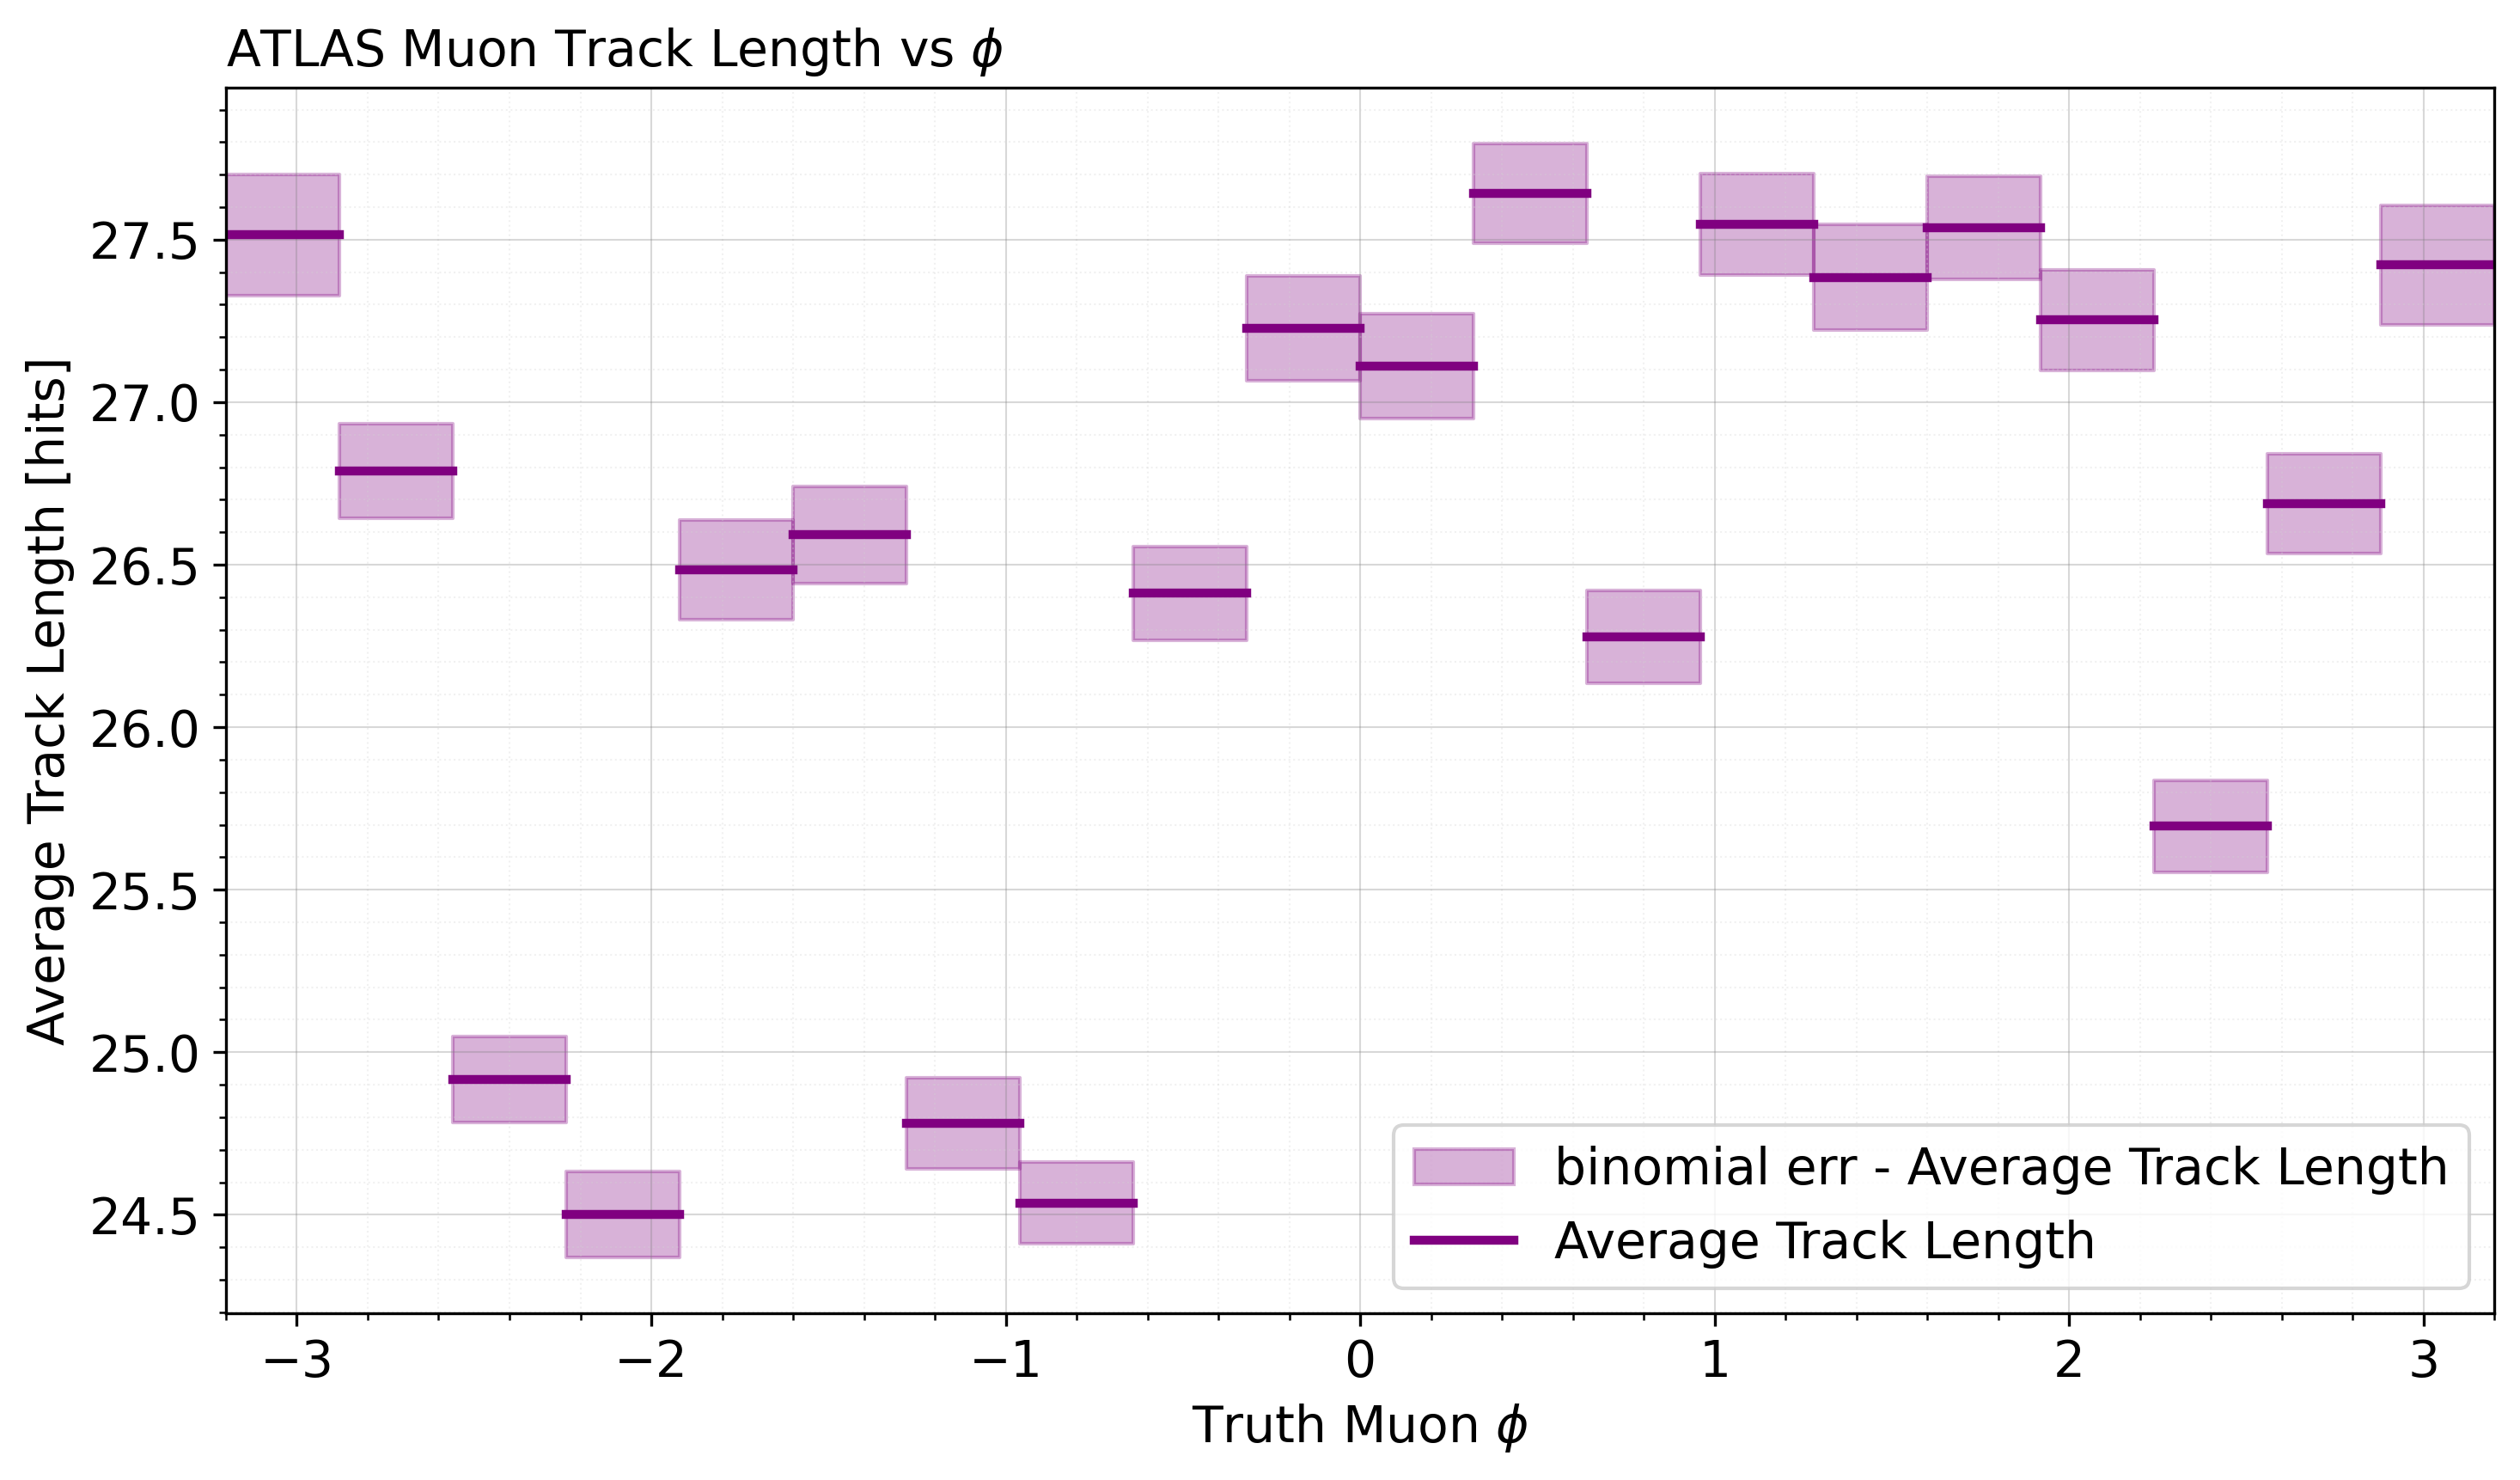 ATLAS Muon Track Length vs ϕ
Average Track Length [hits]
27.5
27.0
26.5
26.0
25.5
25.0
24.5
binomial err - Average Track Length
Average Track Length
−3
−2
−1
0
1
2
3
Truth Muon ϕ